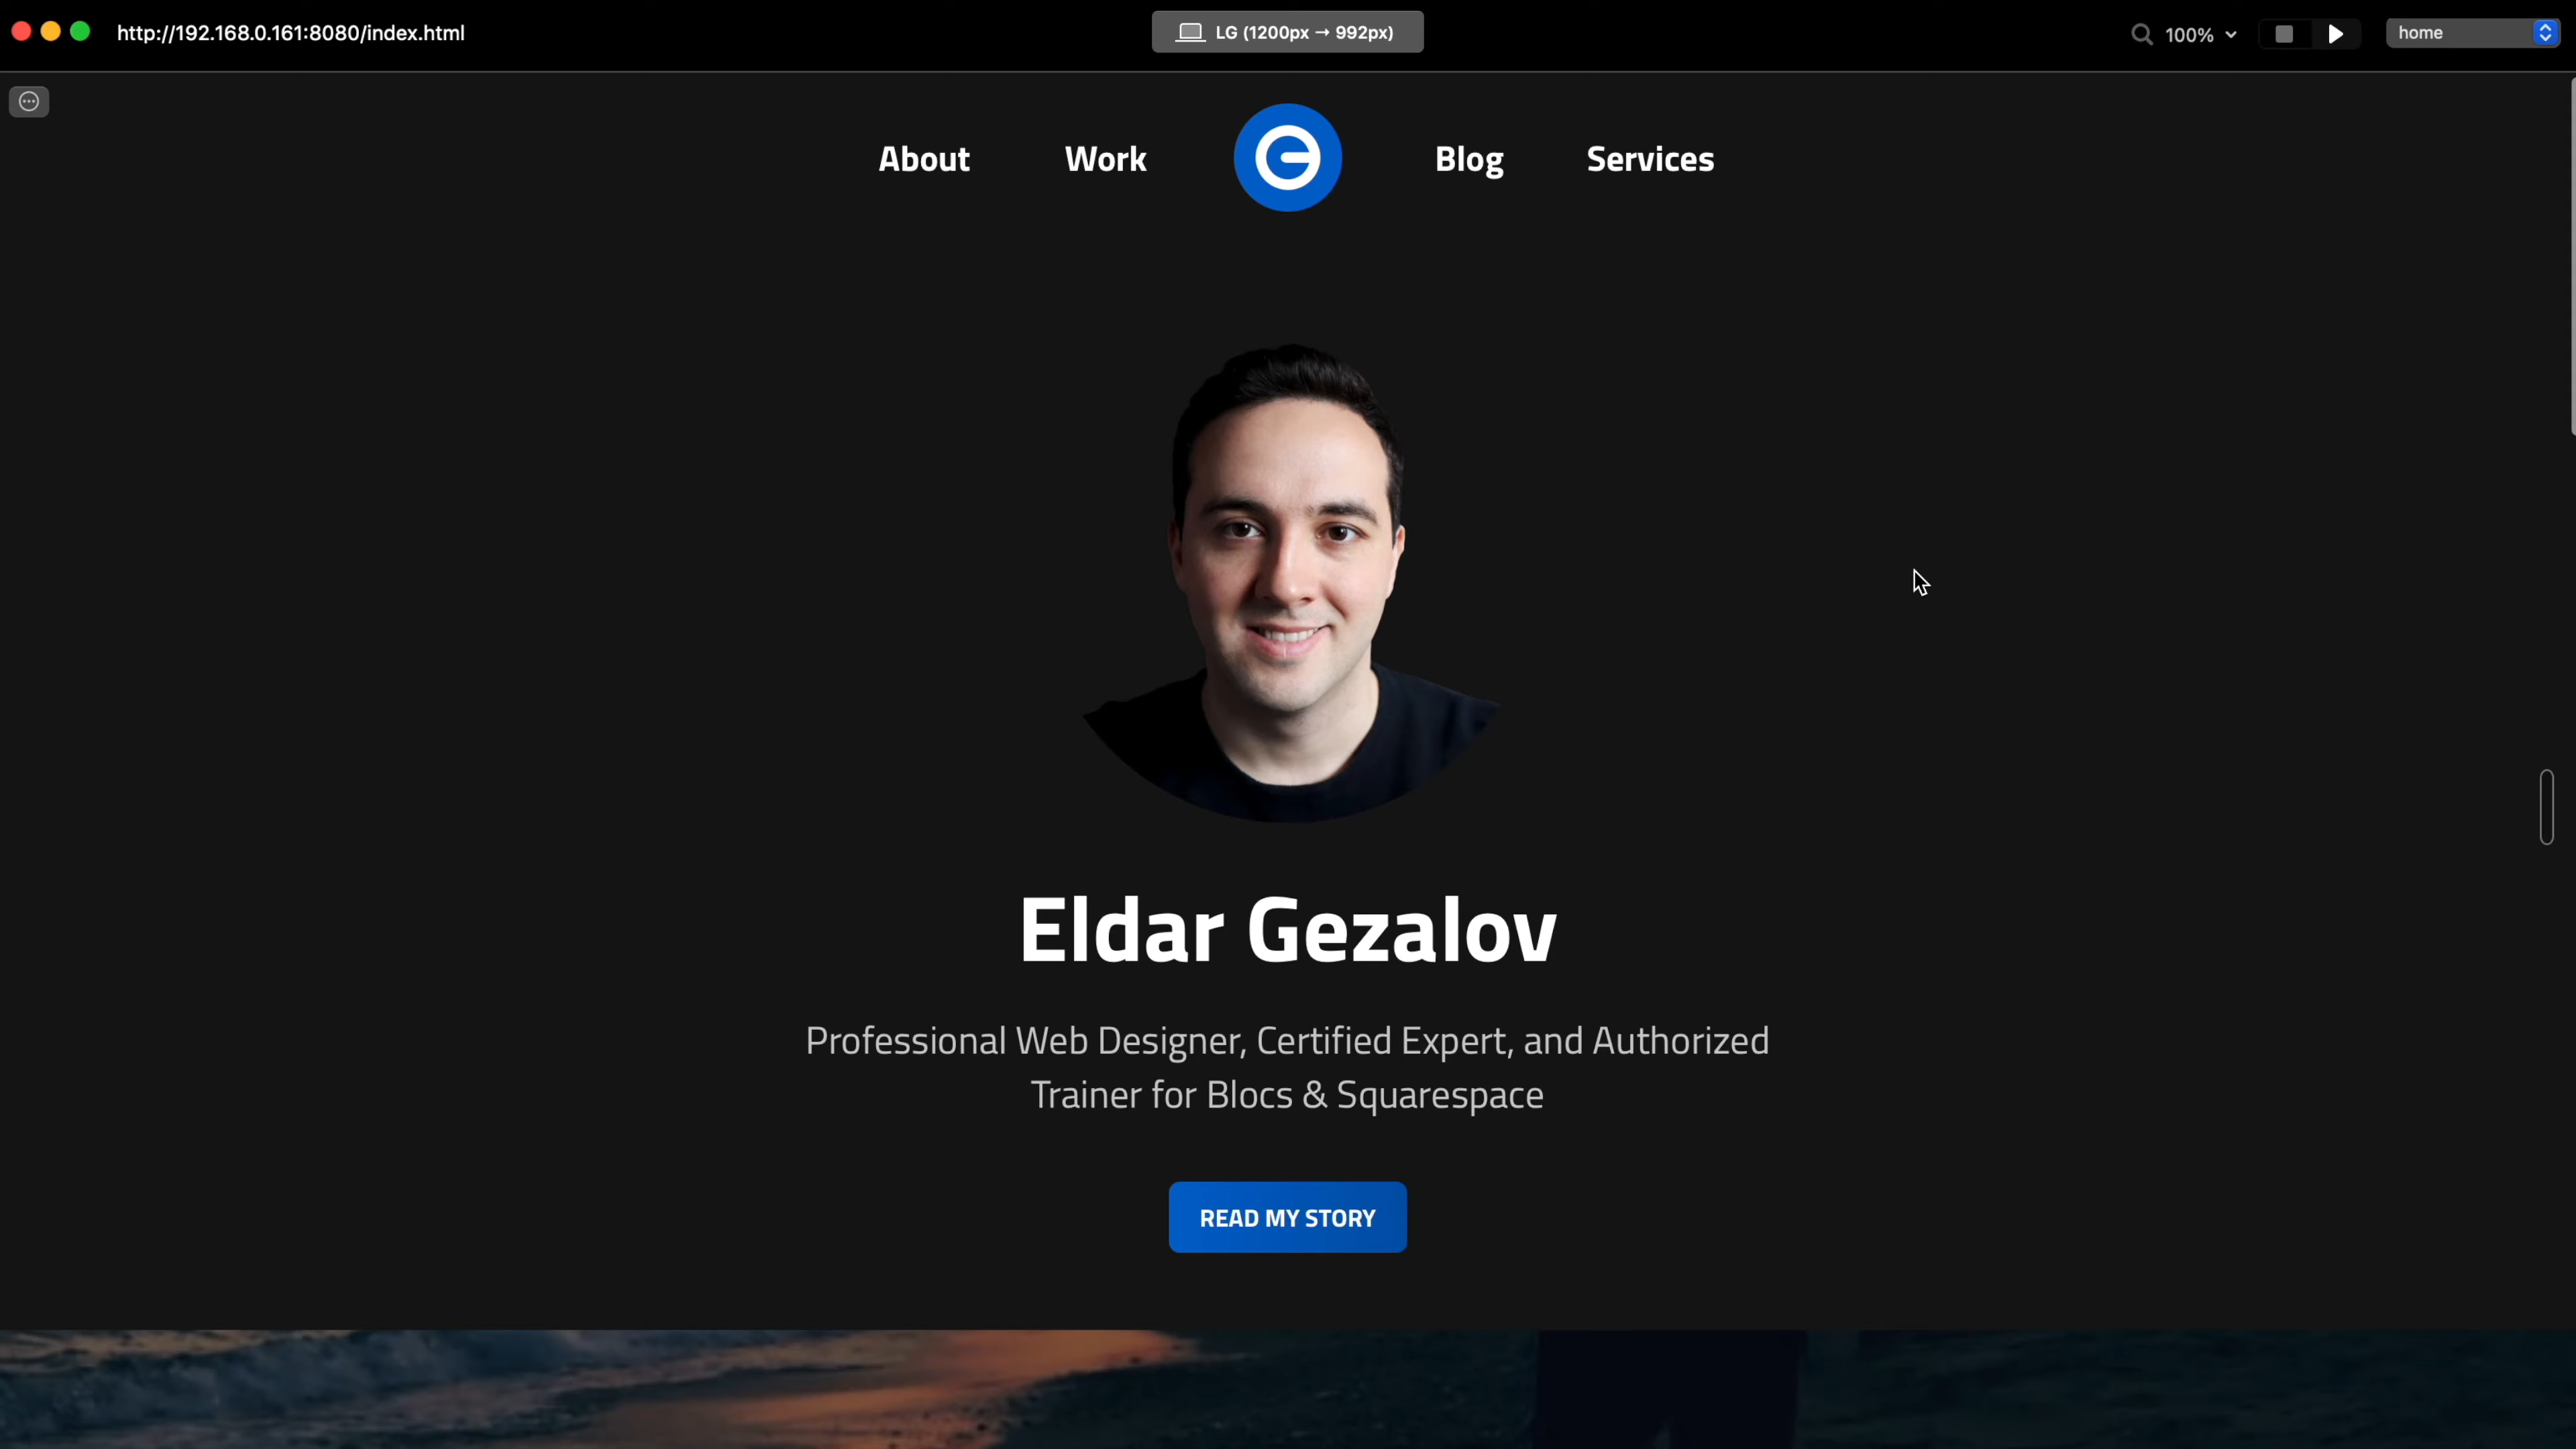 http://192.168.0.161:8080/index.html
LG (1200px → 992px)
100%
home
About
Work
Blog
Services
Eldar Gezalov
Professional Web Designer, Certified Expert, and Authorized
Trainer for Blocs & Squarespace
READ MY STORY